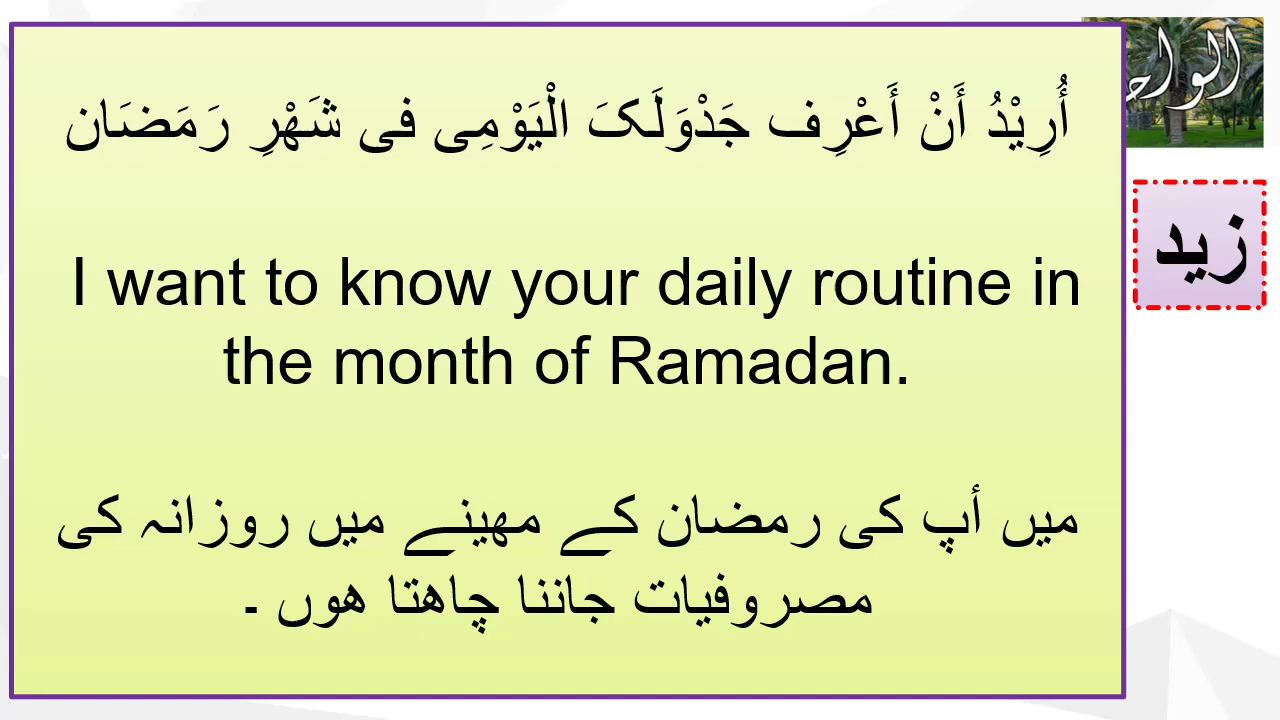 أُرِيْدُ أَنْ أَعْرِف جَدْوَلَکَ الْيَوْمِی فی شَهْرِ رَمَضَان
I want to know your daily routine in
the month of Ramadan.
میں أپ کی رمضان کے مهینے میں روزانہ کی
مصروفیات جاننا چاهتا هوں ۔
زید